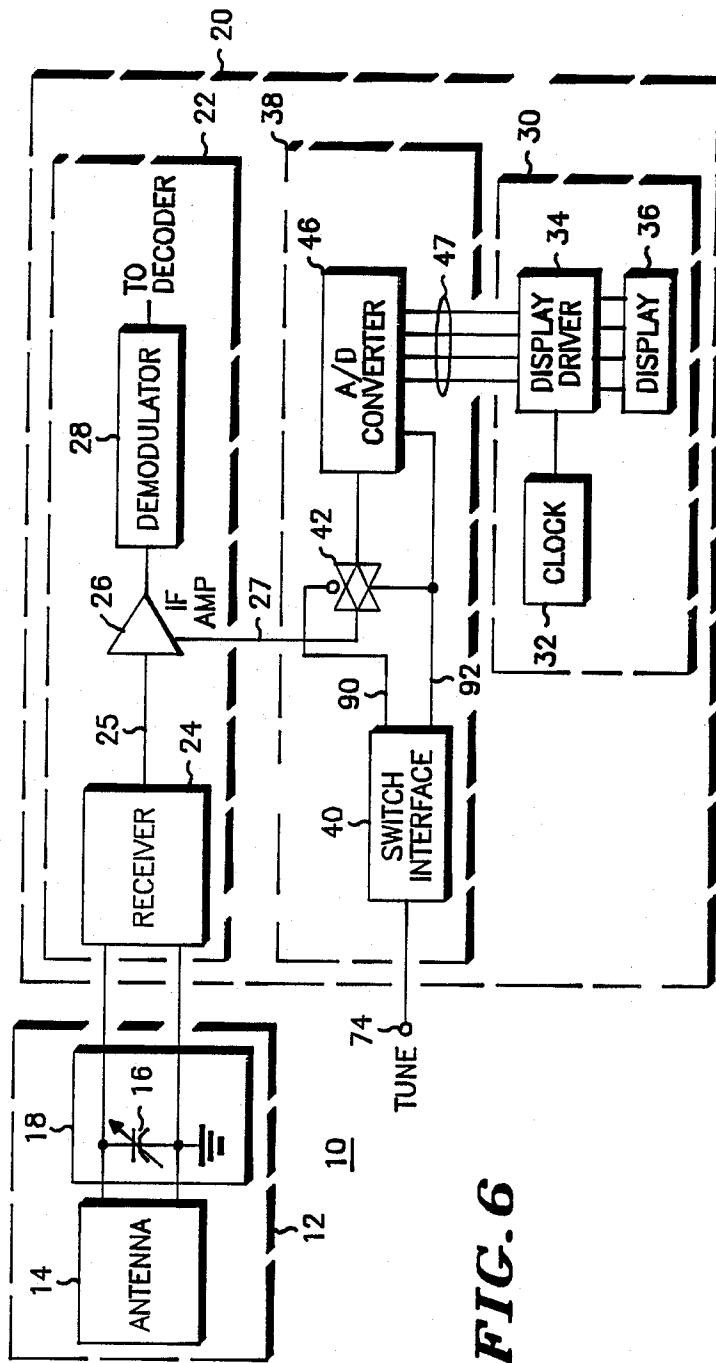 20
22
TO
DECODER
28
DEMODULATOR
26
IF
AMP
25
24
RECEIVER
27
38
46
A/D
CONVERTER
42
47
90
92
40
SWITCH
INTERFACE
74
TUNE
30
34
DISPLAY
DRIVER
36
DISPLAY
CLOCK
32
18
16
14
ANTENNA
12
10
FIG. 6